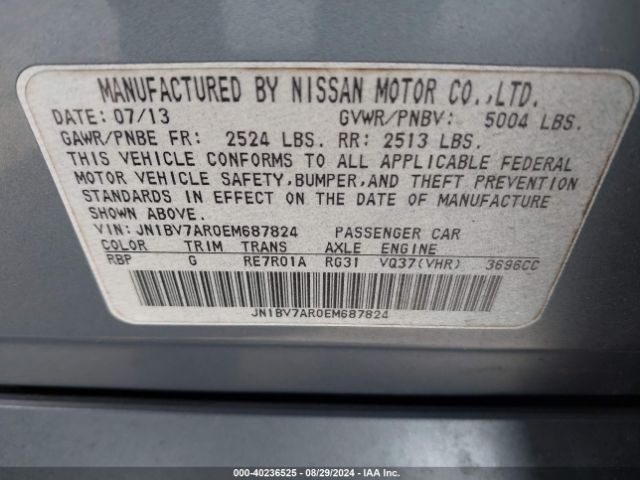 MANUFACTURED BY NISSAN MOTOR CO.,LTD.
DATE: 07/13 GVWR/PNBV: 5004 LBS.
GAWR/PNBE FR: 2524 LBS. RR: 2513 LBS.
THIS VEHICLE CONFORMS TO ALL APPLICABLE FEDERAL
MOTOR VEHICLE SAFETY,BUMPER,AND THEFT PREVENTION
STANDARDS IN EFFECT ON THE DATE OF MANUFACTURE
SHOWN ABOVE.
VIN: JN1BV7AR0EM687824 PASSENGER CAR
COLOR TRIM TRANS AXLE ENGINE
RBP G RE7R01A RG31 VQ37(VHR) 3696CC
JN1BV7AR0EM687824
000-40236525 - 08/29/2024 - IAA Inc.